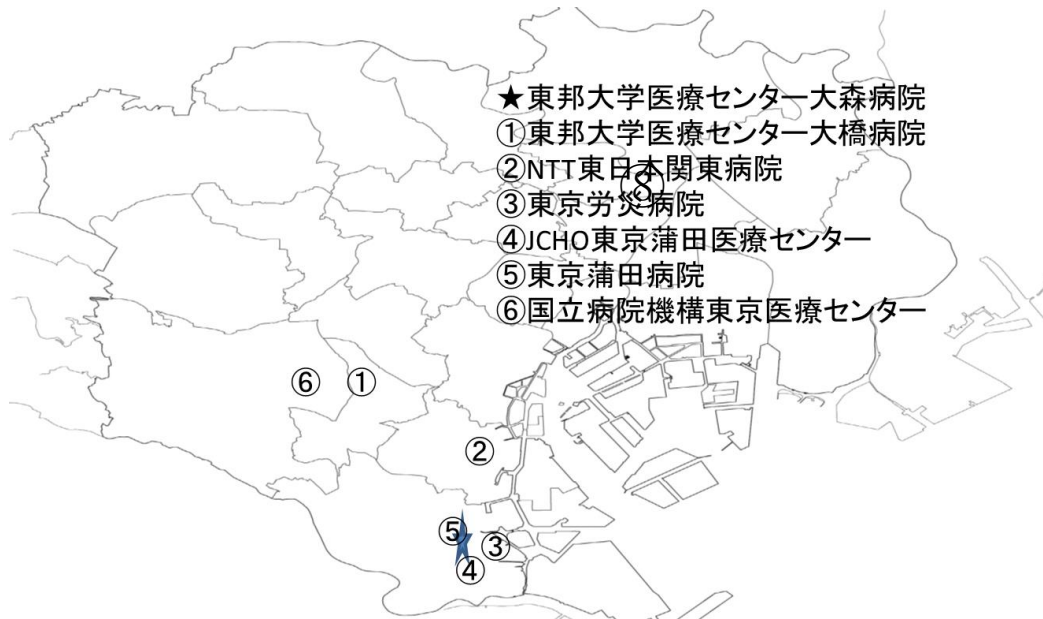 ★東邦大学医療センター大森病院
①東邦大学医療センター大橋病院
②NTT東日本関東病院
⑧
③東京労災病院
④JCHO東京蒲田医療センター
⑤東京蒲田病院
⑥国立病院機構東京医療センター
⑥
①
②
⑤
③
④